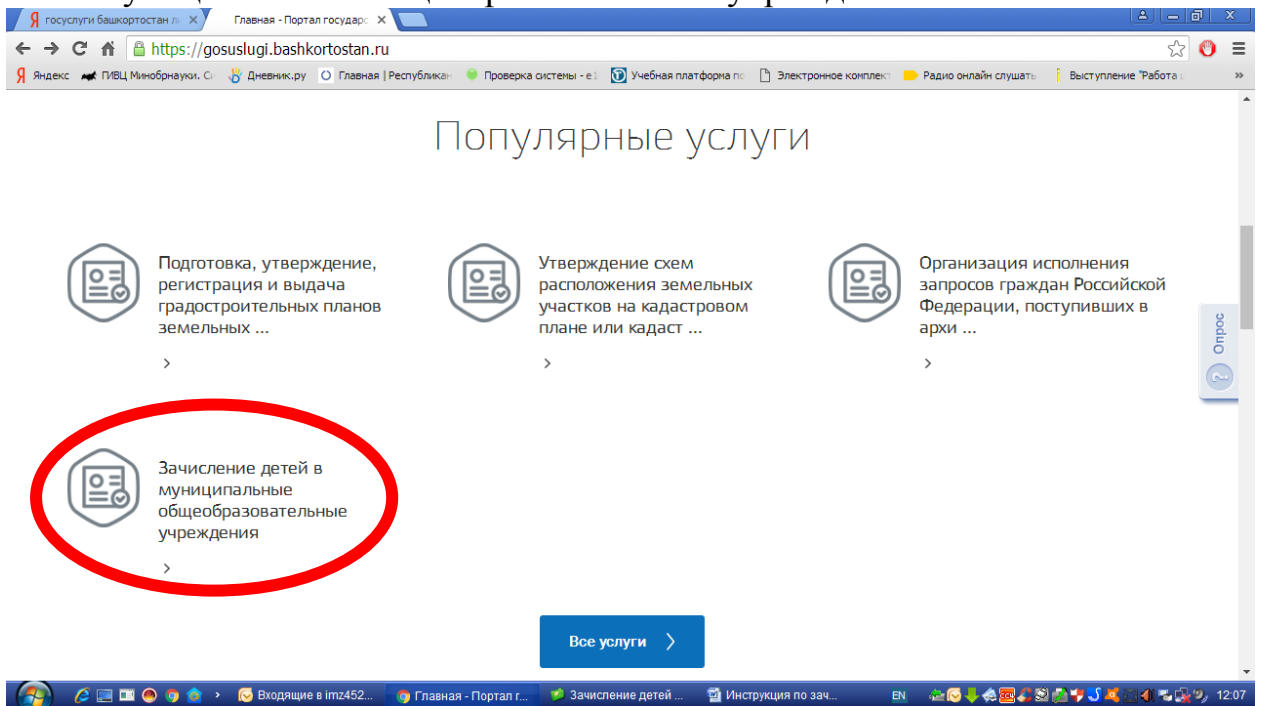 госуслуги башкортостан л
Главная - Портал государс
https://gosuslugi.bashkortostan.ru
Яндекс ПИВЦ Минобрнауки. Си Дневник.ру Главная | Республикан Проверка системы - e Учебная платформа по Электронное комплект Радио онлайн слушать Выступление "Работа »
Популярные услуги
Подготовка, утверждение,
регистрация и выдача
градостроительных планов
земельных ...
Утверждение схем
расположения земельных
участков на кадастровом
плане или кадаст ...
Организация исполнения
запросов граждан Российской
Федерации, поступивших в
архи ...
Опрос
Зачисление детей в
муниципальные
общеобразовательные
учреждения
Все услуги
Входящие в imz452... Главная - Портал г... Зачисление детей ... Инструкция по зач... EN 12:07